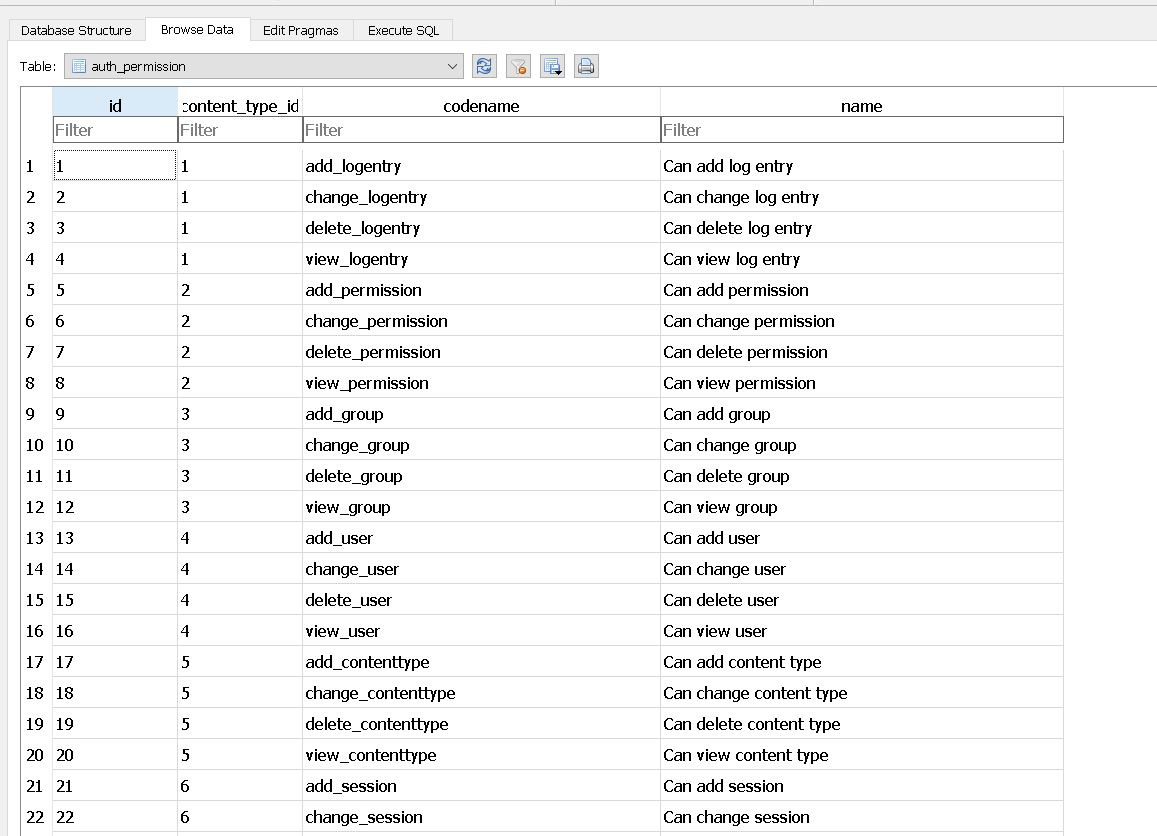 Database Structure Browse Data Edit Pragmas Execute SQL
Table: auth_permission
id content_type_id codename name
Filter Filter Filter Filter
1 1 1 add_logentry Can add log entry
2 2 1 change_logentry Can change log entry
3 3 1 delete_logentry Can delete log entry
4 4 1 view_logentry Can view log entry
5 5 2 add_permission Can add permission
6 6 2 change_permission Can change permission
7 7 2 delete_permission Can delete permission
8 8 2 view_permission Can view permission
9 9 3 add_group Can add group
10 10 3 change_group Can change group
11 11 3 delete_group Can delete group
12 12 3 view_group Can view group
13 13 4 add_user Can add user
14 14 4 change_user Can change user
15 15 4 delete_user Can delete user
16 16 4 view_user Can view user
17 17 5 add_contenttype Can add content type
18 18 5 change_contenttype Can change content type
19 19 5 delete_contenttype Can delete content type
20 20 5 view_contenttype Can view content type
21 21 6 add_session Can add session
22 22 6 change_session Can change session